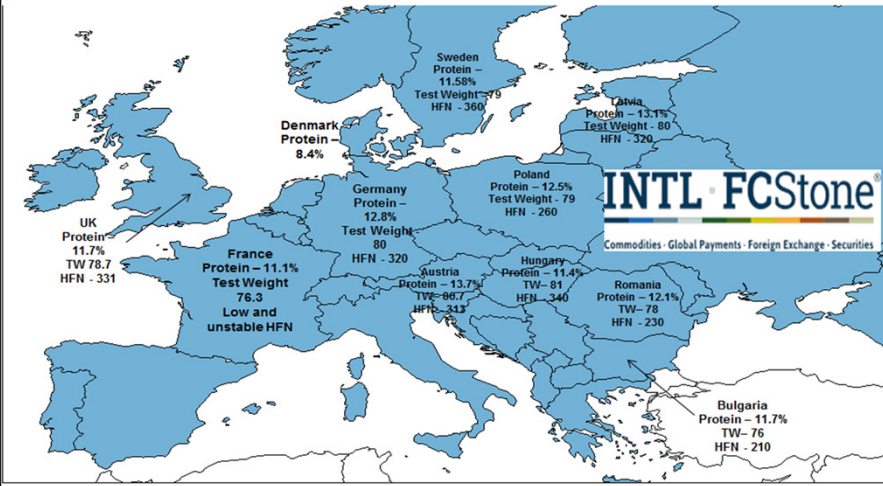 Sweden
Protein –
11.58%
Test Weight -79
HFN - 360
Latvia
Protein – 13.1%
Test Weight - 80
HFN - 320
Denmark
Protein –
8.4%
Germany
Protein –
12.8%
Test Weight
80
HFN - 320
Poland
Protein – 12.5%
Test Weight - 79
HFN - 260
INTL FCStone®
Commodities · Global Payments · Foreign Exchange · Securities
UK
Protein –
11.7%
TW 78.7
HFN - 331
France
Protein – 11.1%
Test Weight
76.3
Low and
unstable HFN
Austria
Protein – 13.7%
TW– 80.7
HFN – 313
Hungary
Protein – 11.4%
TW– 81
HFN - 340
Romania
Protein – 12.1%
TW– 78
HFN - 230
Bulgaria
Protein – 11.7%
TW– 76
HFN - 210